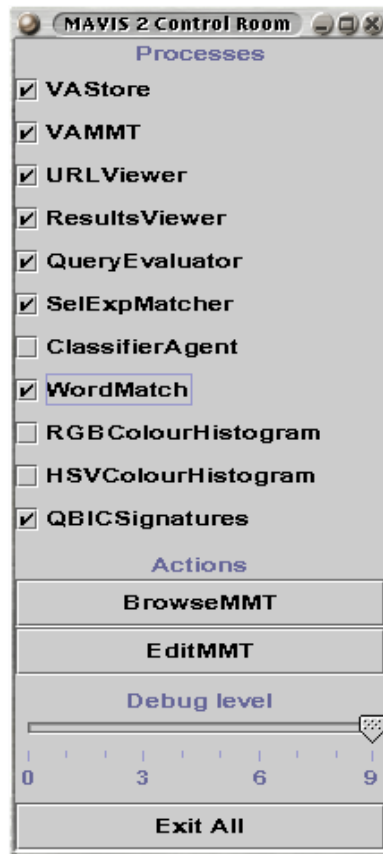 MAVIS 2 Control Room
Processes
VAStore
VAMMT
URLViewer
ResultsViewer
QueryEvaluator
SelExpMatcher
ClassifierAgent
WordMatch
RGBColourHistogram
HSVColourHistogram
QBICSignatures
Actions
BrowseMMT
EditMMT
Debug level
0 3 6 9
Exit All